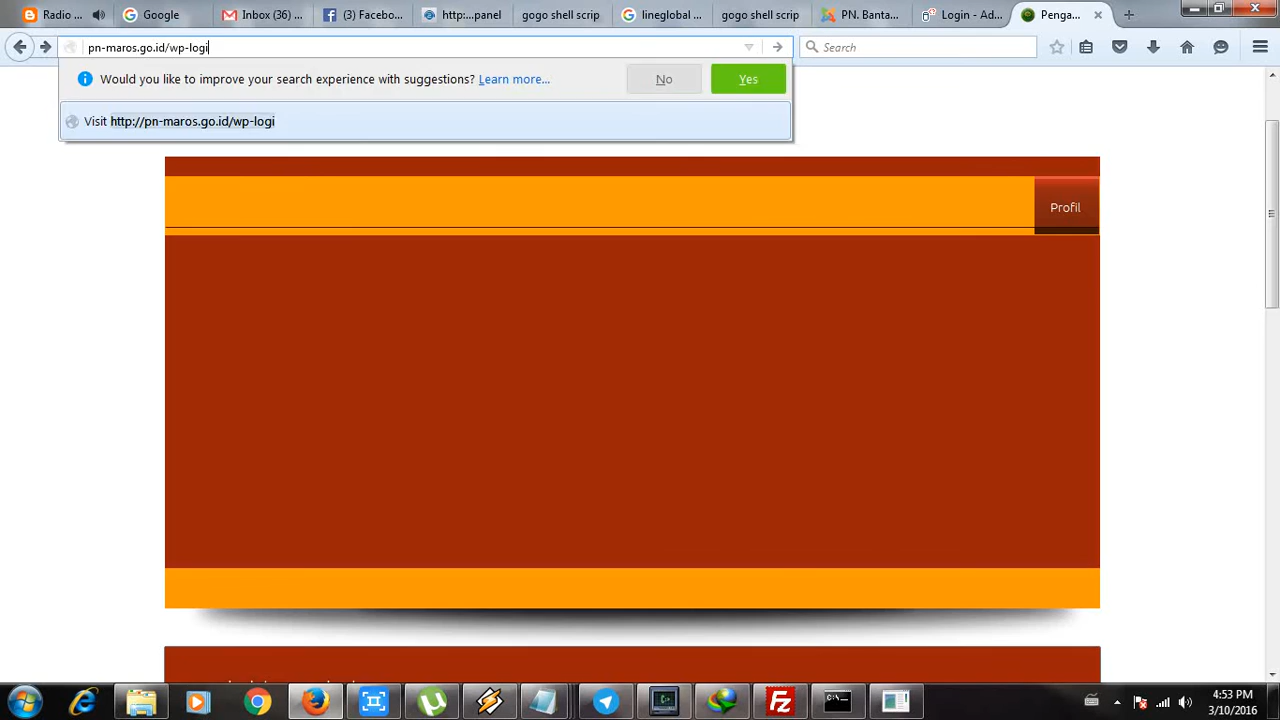 Radio ...
Google
Inbox (36) ...
(3) Facebo...
http:...panel
gogo shell scrip
lineglobal ...
gogo shell scrip
PN. Banta...
Login - Ad...
Penga...
pn-maros.go.id/wp-logi
Search
Would you like to improve your search experience with suggestions? Learn more...
No
Yes
Visit http://pn-maros.go.id/wp-logi
Profil
4:53 PM
3/10/2016